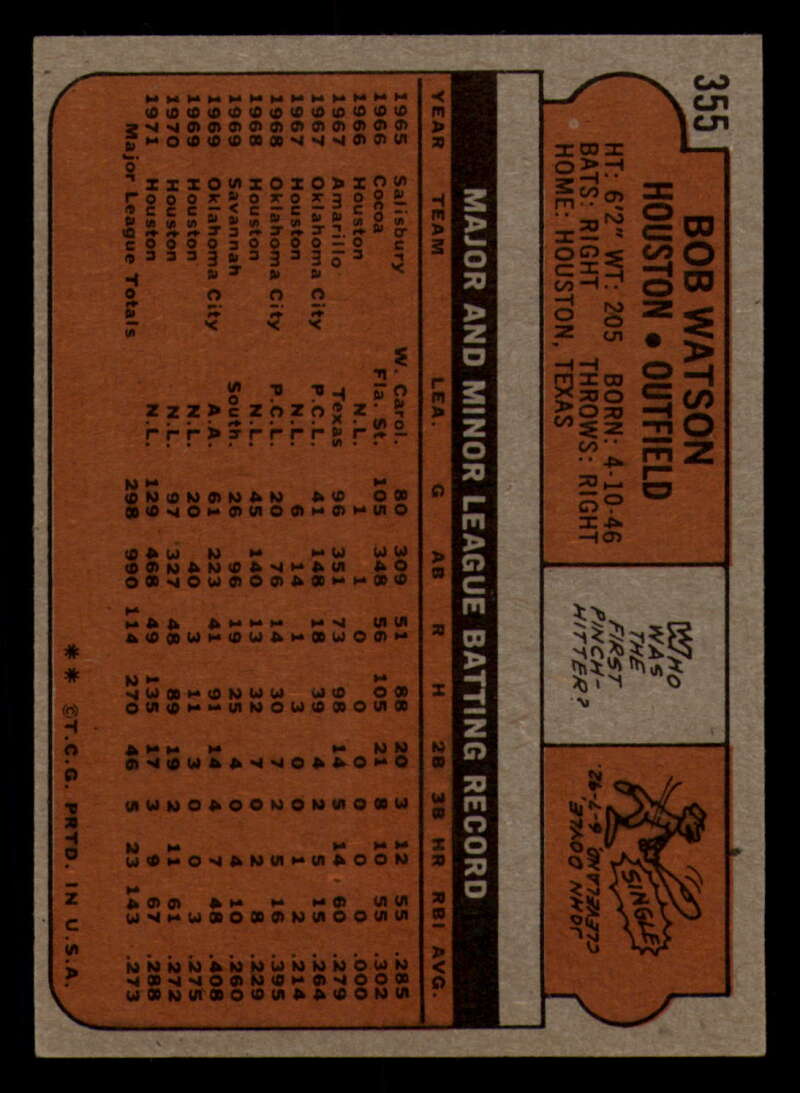 355
BOB WATSON
HOUSTON • OUTFIELD
HT: 6'2" WT: 205 BORN: 4-10-46
BATS: RIGHT THROWS: RIGHT
HOME: HOUSTON, TEXAS
WHO
WAS
THE
FIRST
PINCH-
HITTER?
SINGLE
JOHN DOYLE,
CLEVELAND, 6-7-92.
MAJOR AND MINOR LEAGUE BATTING RECORD
YEAR TEAM LEA. G AB R H 2B 3B HR RBI AVG.
1965 Salisbury W. Carol. 80 309 51 88 20 3 12 55 .285
1966 Cocoa Fla. St. 105 348 56 105 21 8 10 55 .302
1966 Houston N.L. 1 1 0 0 0 0 0 0 .000
1967 Amarillo Texas 96 351 73 98 14 5 14 60 .279
1967 Oklahoma City P.C.L. 41 148 18 39 4 2 5 15 .264
1967 Houston N.L. 6 14 1 3 0 0 1 2 .214
1968 Oklahoma City P.C.L. 20 76 14 30 7 2 5 16 .395
1968 Houston N.L. 45 140 13 32 7 0 2 8 .229
1969 Savannah South. 26 96 19 25 4 0 4 10 .260
1969 Oklahoma City A.A. 61 223 41 91 14 4 7 48 .408
1969 Houston N.L. 20 40 3 11 3 0 0 3 .275
1970 Houston N.L. 97 327 48 89 19 2 11 61 .272
1971 Houston N.L. 129 468 49 135 17 3 9 67 .288
Major League Totals 298 990 114 270 46 5 23 143 .273
** ©T.C.G. PRTD. IN U.S.A.